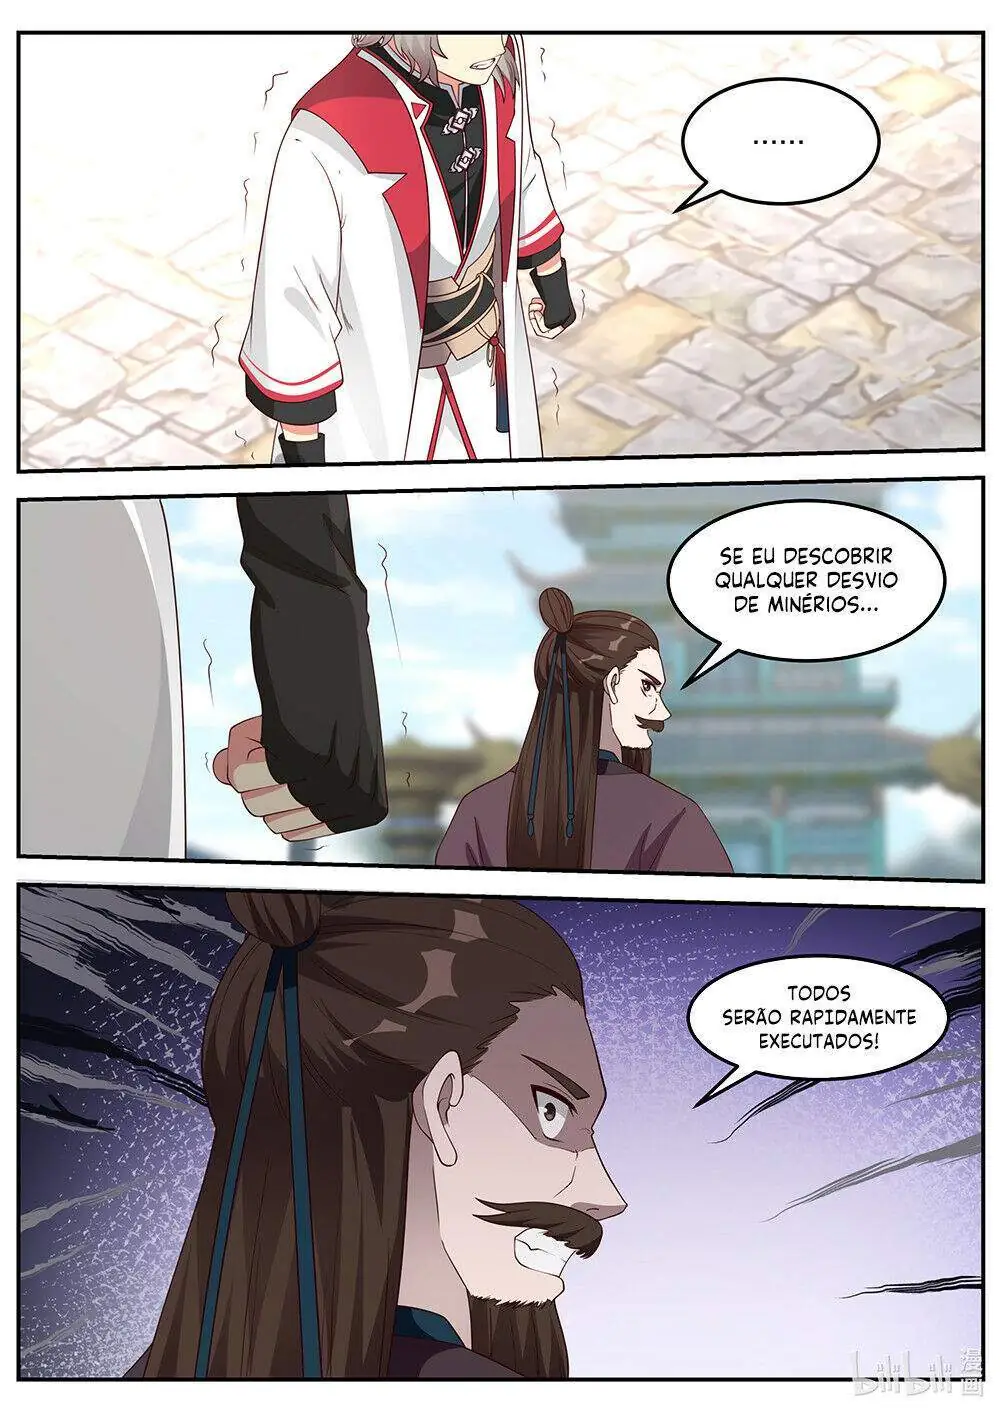 ......
SE EU DESCOBRIR
QUALQUER DESVIO
DE MINÉRIOS...
TODOS
SERÃO RAPIDAMENTE
EXECUTADOS!
bilibili 漫画